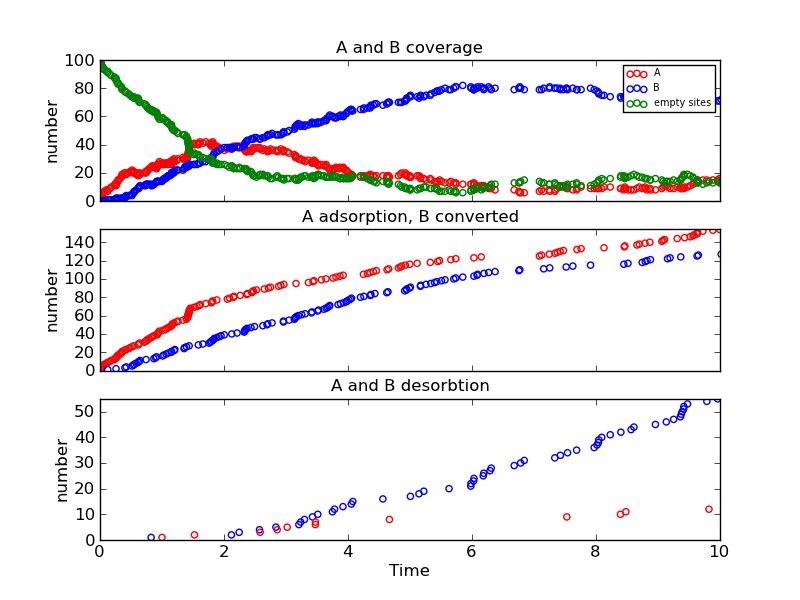 A and B coverage
100
80
60
40
20
0
number
A
B
empty sites
A adsorption, B converted
140
120
100
80
60
40
20
0
number
A and B desorbtion
50
40
30
20
10
0
number
0 2 4 6 8 10
Time